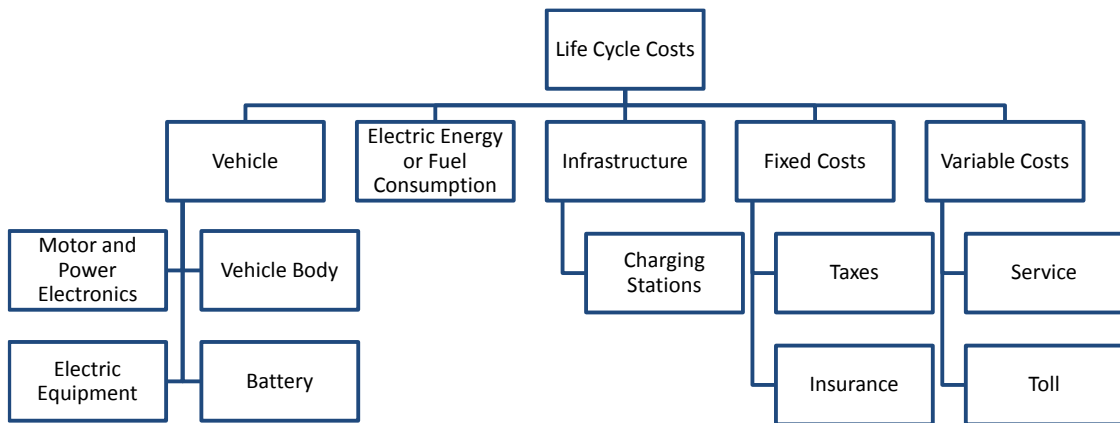 Life Cycle Costs
Vehicle
Electric Energy
or Fuel
Consumption
Infrastructure
Fixed Costs
Variable Costs
Motor and
Power
Electronics
Vehicle Body
Charging
Stations
Taxes
Service
Electric
Equipment
Battery
Insurance
Toll